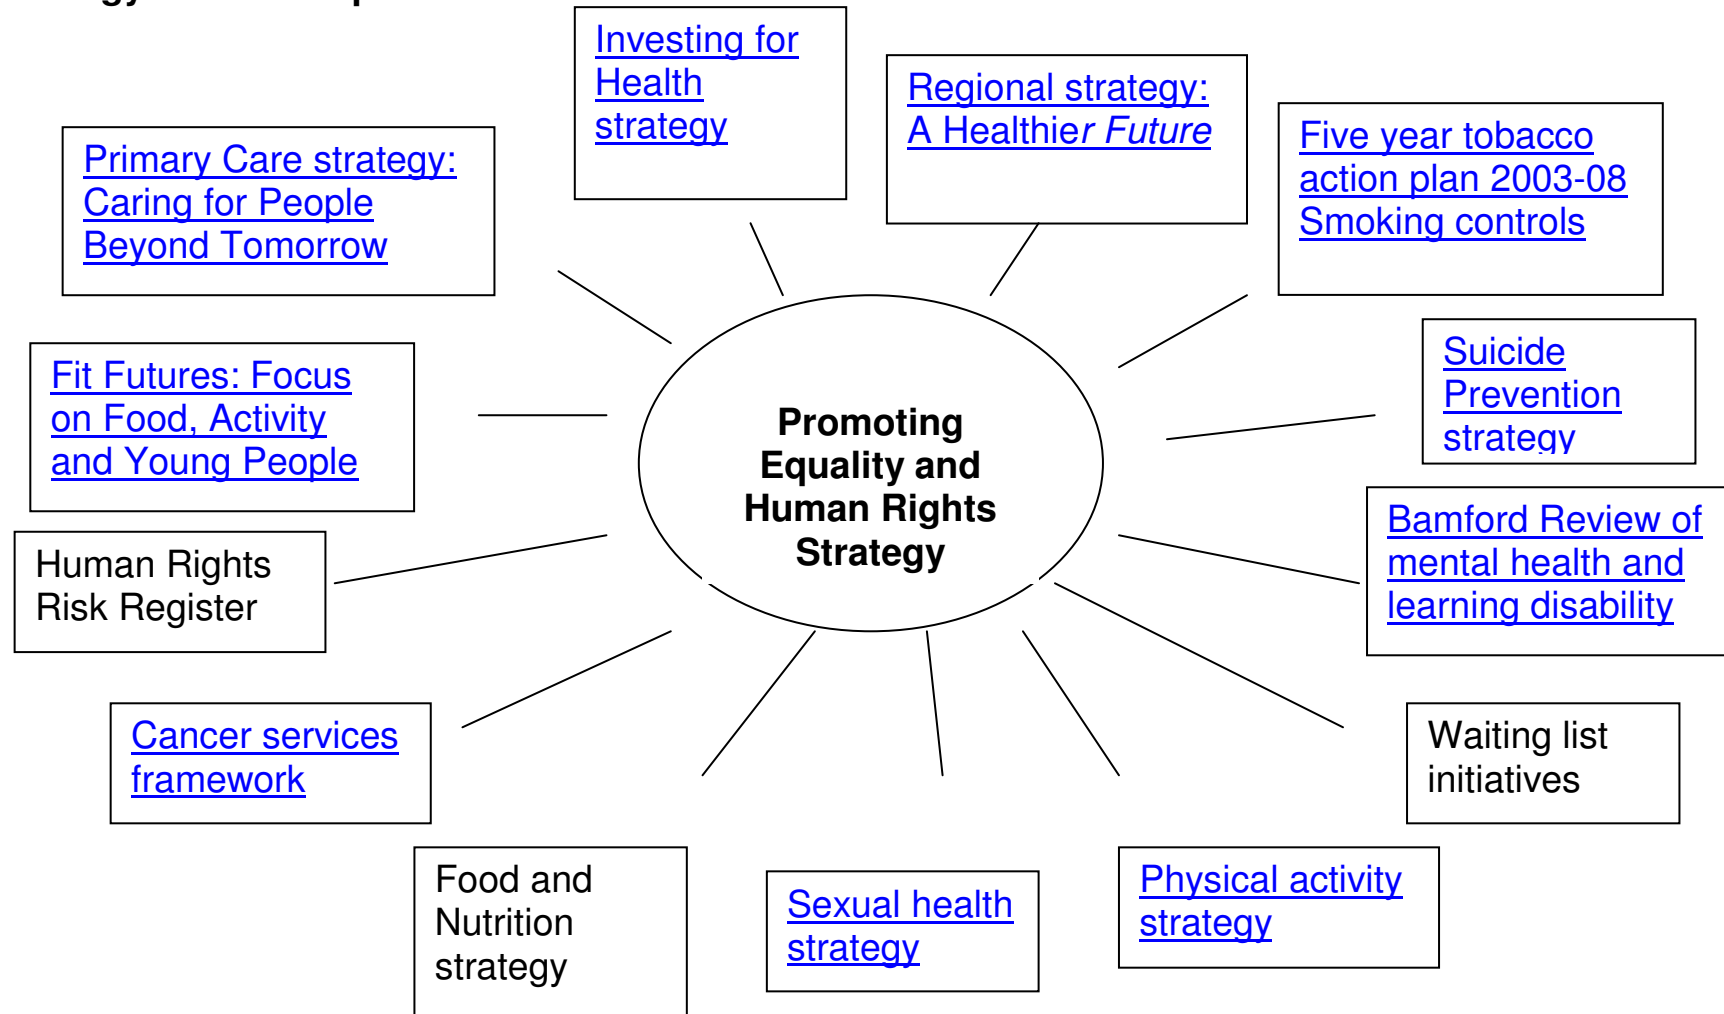 Investing for
Health
strategy
Regional strategy:
A Healthier Future
Five year tobacco
action plan 2003-08
Smoking controls
Primary Care strategy:
Caring for People
Beyond Tomorrow
Suicide
Prevention
strategy
Fit Futures: Focus
on Food, Activity
and Young People
Promoting
Equality and
Human Rights
Strategy
Bamford Review of
mental health and
learning disability
Human Rights
Risk Register
Cancer services
framework
Waiting list
initiatives
Food and
Nutrition
strategy
Sexual health
strategy
Physical activity
strategy